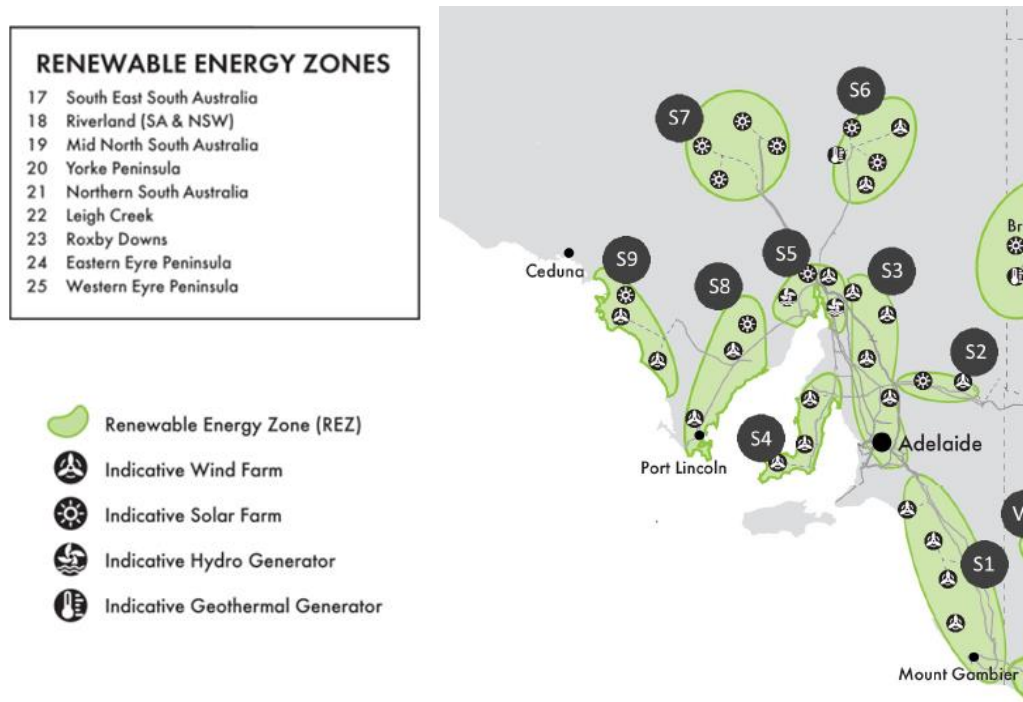 RENEWABLE ENERGY ZONES
17 South East South Australia
18 Riverland (SA & NSW)
19 Mid North South Australia
20 Yorke Peninsula
21 Northern South Australia
22 Leigh Creek
23 Roxby Downs
24 Eastern Eyre Peninsula
25 Western Eyre Peninsula
Renewable Energy Zone (REZ)
Indicative Wind Farm
Indicative Solar Farm
Indicative Hydro Generator
Indicative Geothermal Generator
S6
S7
Br
Ceduna
S9
S5
S3
S8
S2
S4
Adelaide
Port Lincoln
V
S1
Mount Gambier